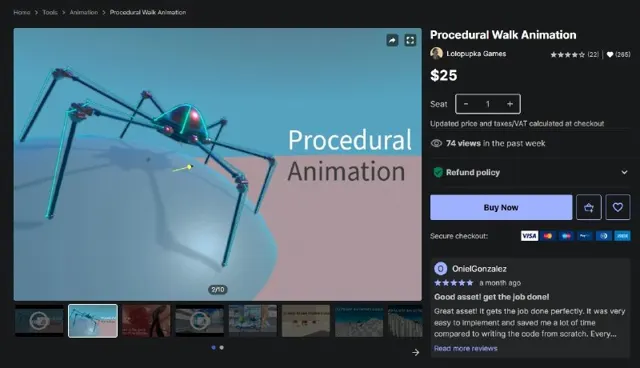 Home > Tools > Animation > Procedural Walk Animation
Procedural Walk Animation
Lolopupka Games
(22) | (265)
$25
Seat - 1 +
Updated price and taxes/VAT calculated at checkout
74 views in the past week
Refund policy
Buy Now
Secure checkout:
VISA
Procedural
Animation
2/10
OnielGonzalez
a month ago
Good asset! get the job done!
Great asset! It gets the job done perfectly. It was very
easy to implement and saved me a lot of time
compared to writing the code from scratch. Every...
Read more reviews